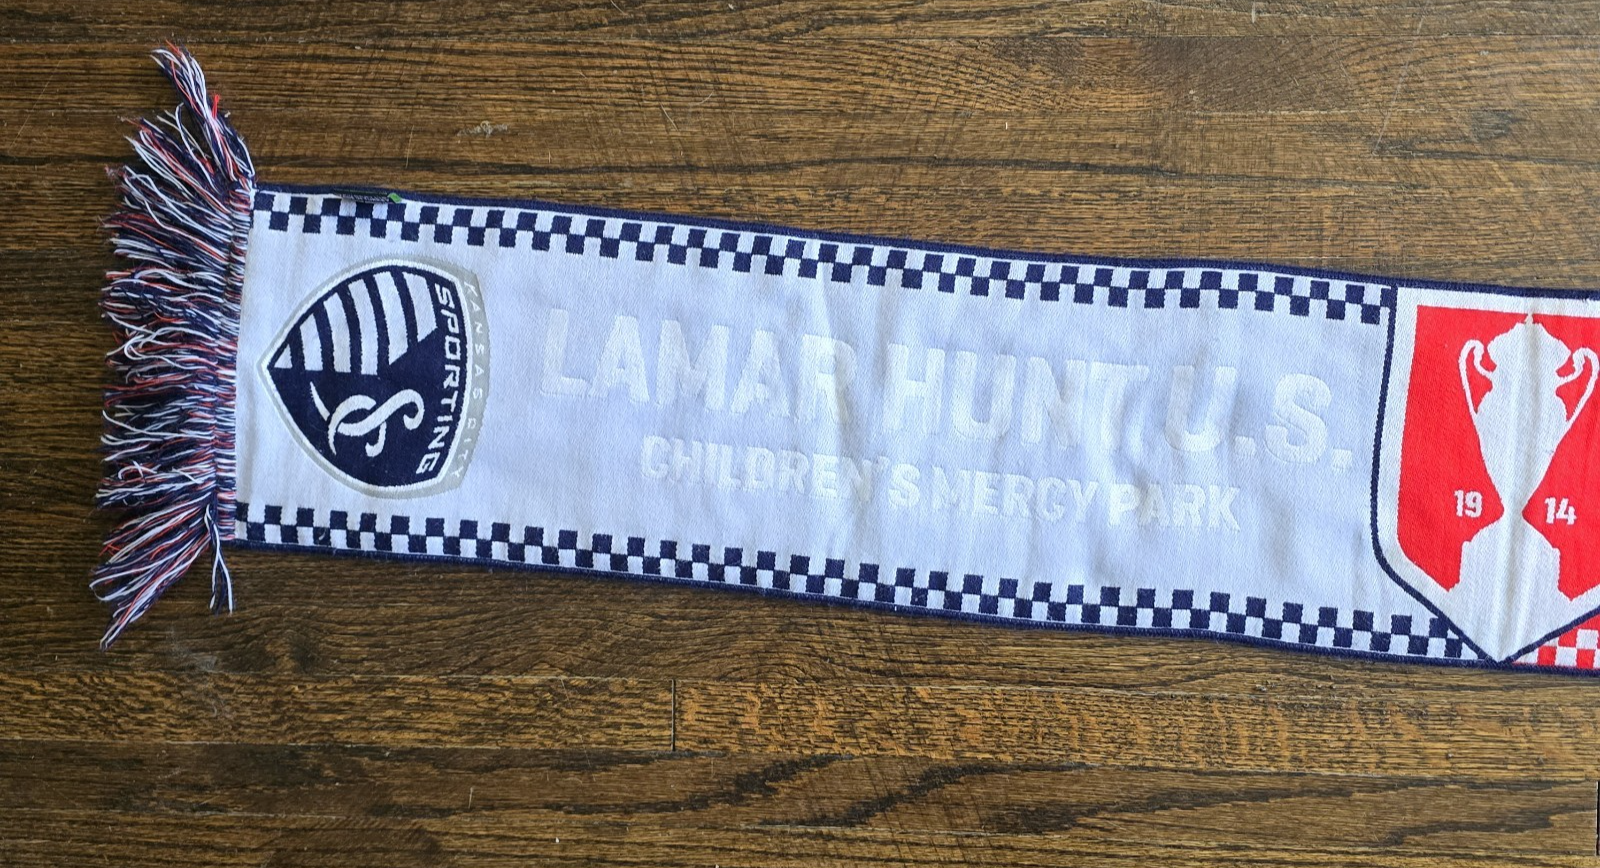 KANSAS CITY
SPORTING
LAMAR HUNT U.S.
CHILDREN'S MERCY PARK
19 14